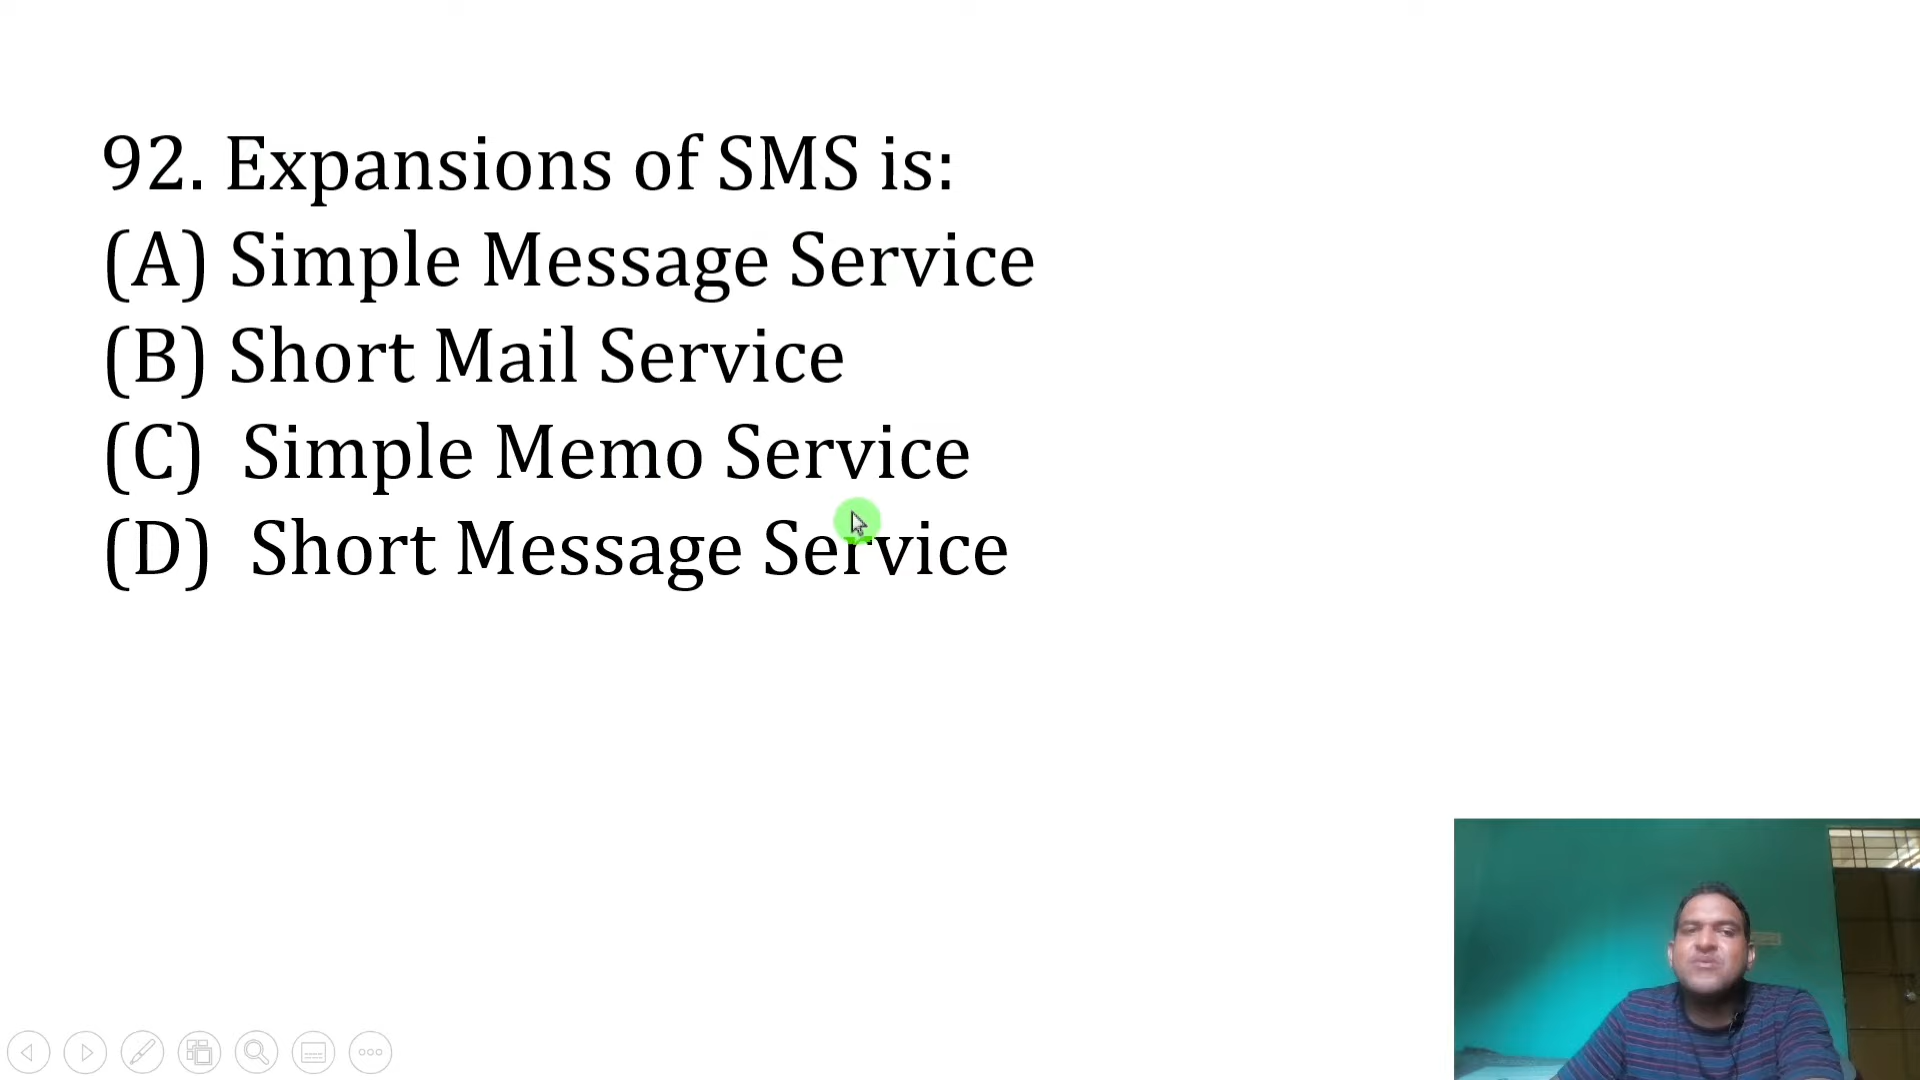 92. Expansions of SMS is:
(A) Simple Message Service
(B) Short Mail Service
(C) Simple Memo Service
(D) Short Message Service